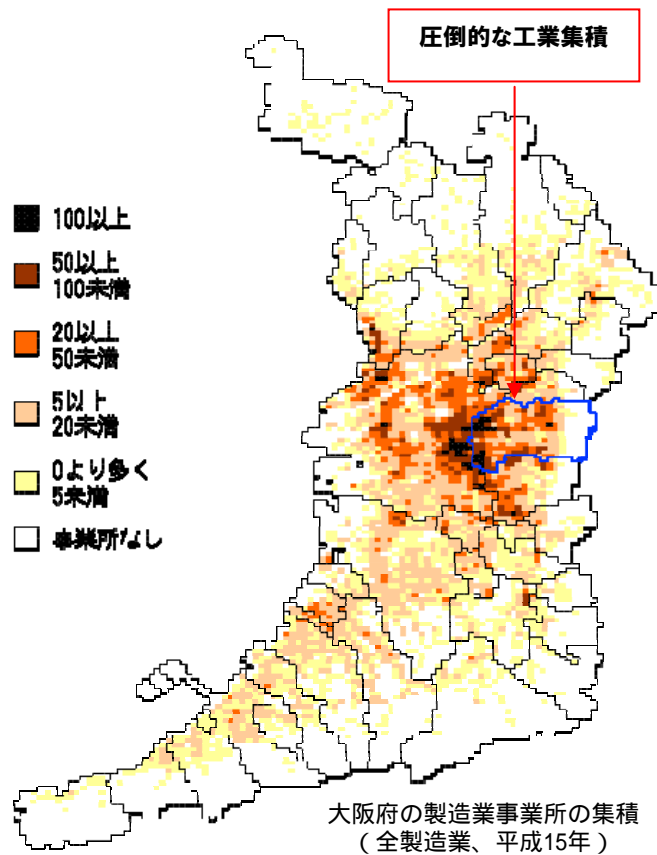 圧倒的な工業集積
100以上
50以上
100未満
20以上
50未満
5以上
20未満
0より多く
5未満
事業所なし
大阪府の製造業事業所の集積
（全製造業、平成15年）